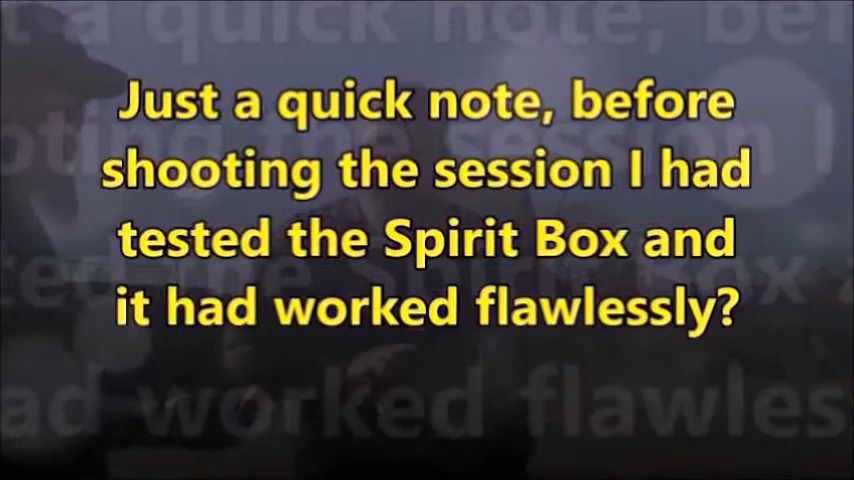 Just a quick note, before
shooting the session I had
tested the Spirit Box and
it had worked flawlessly?